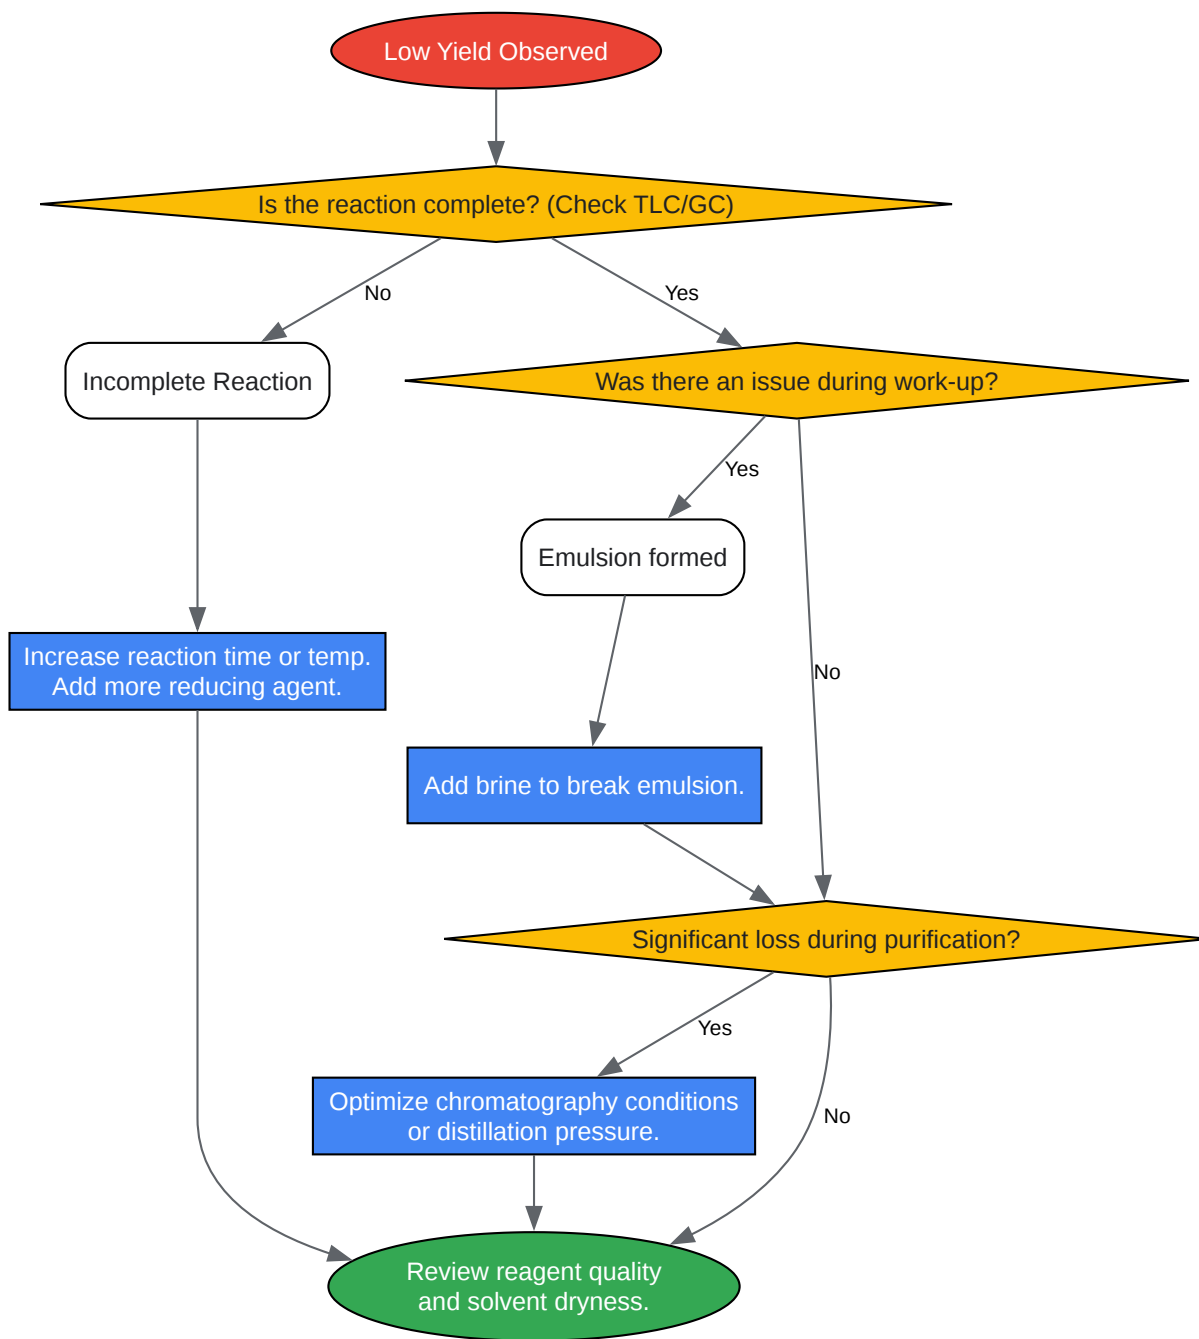 Low Yield Observed
Is the reaction complete? (Check TLC/GC)
No
Yes
Incomplete Reaction
Was there an issue during work-up?
Yes
Emulsion formed
Increase reaction time or temp.
Add more reducing agent.
No
Add brine to break emulsion.
Significant loss during purification?
Yes
Optimize chromatography conditions
or distillation pressure.
No
Review reagent quality
and solvent dryness.